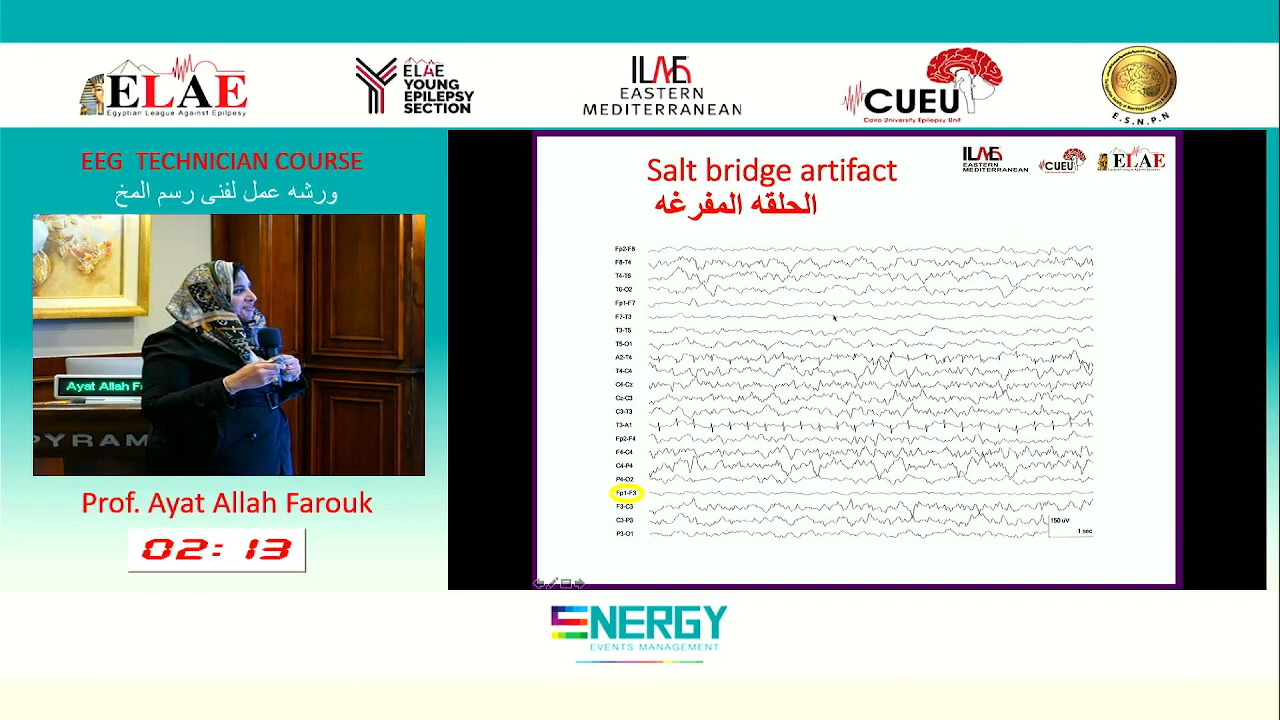 ELAE
Egyptian League Against Epilpesy
ELAE
YOUNG
EPILEPSY
SECTION
ILAE
EASTERN
MEDITERRANEAN
CUEU
Cairo University Epilepsy Unit
E.S.N.P.N
EEG TECHNICIAN COURSE
ورشه عمل لفنى رسم المخ
Ayat Allah Fa
PYRAM
Prof. Ayat Allah Farouk
02:13
Salt bridge artifact
الحلقه المفرغه
ILAE
EASTERN
MEDITERRANEAN
CUEU
ELAE
Fp2-F8
F8-T4
T4-T6
T6-O2
Fp1-F7
F7-T3
T3-T5
T5-O1
A2-T4
T4-C4
C4-Cz
Cz-C3
C3-T3
T3-A1
Fp2-F4
F4-C4
C4-P4
P4-O2
Fp1-F3
F3-C3
C3-P3
P3-O1
150 uV
1 sec
ENERGY
EVENTS MANAGEMENT